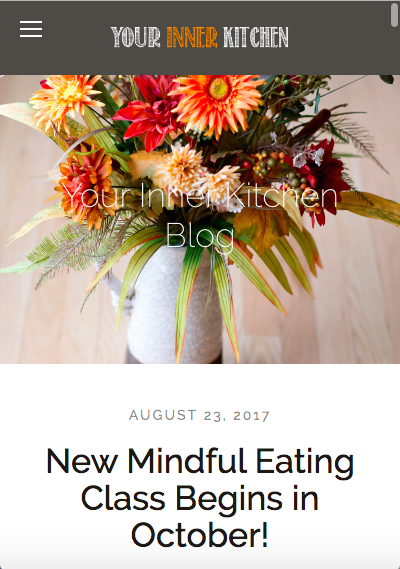 YOUR INNER KITCHEN
Your Inner Kitchen
Blog
AUGUST 23, 2017
New Mindful Eating
Class Begins in
October!